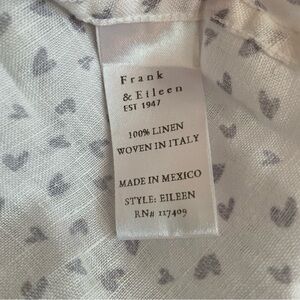 Frank
& Eileen
EST 1947
100% LINEN
WOVEN IN ITALY
MADE IN MEXICO
STYLE: EILEEN
RN# 117409